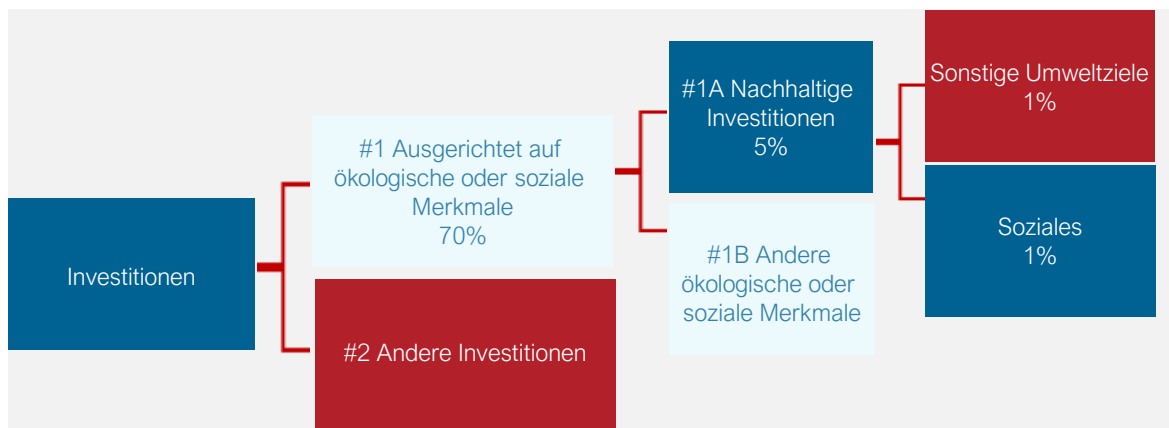 Investitionen
#1 Ausgerichtet auf
ökologische oder soziale
Merkmale
70%
#2 Andere Investitionen
#1A Nachhaltige
Investitionen
5%
#1B Andere
ökologische oder
soziale Merkmale
Sonstige Umweltziele
1%
Soziales
1%